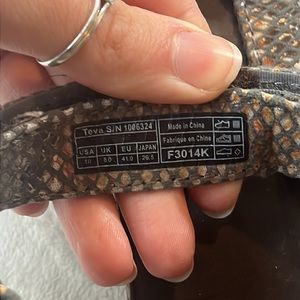 Teva S/N 1006324
USA UK EU JAPAN
10 8.0 41.0 26.5
Made in China
Fabriqué en Chine
F3014K